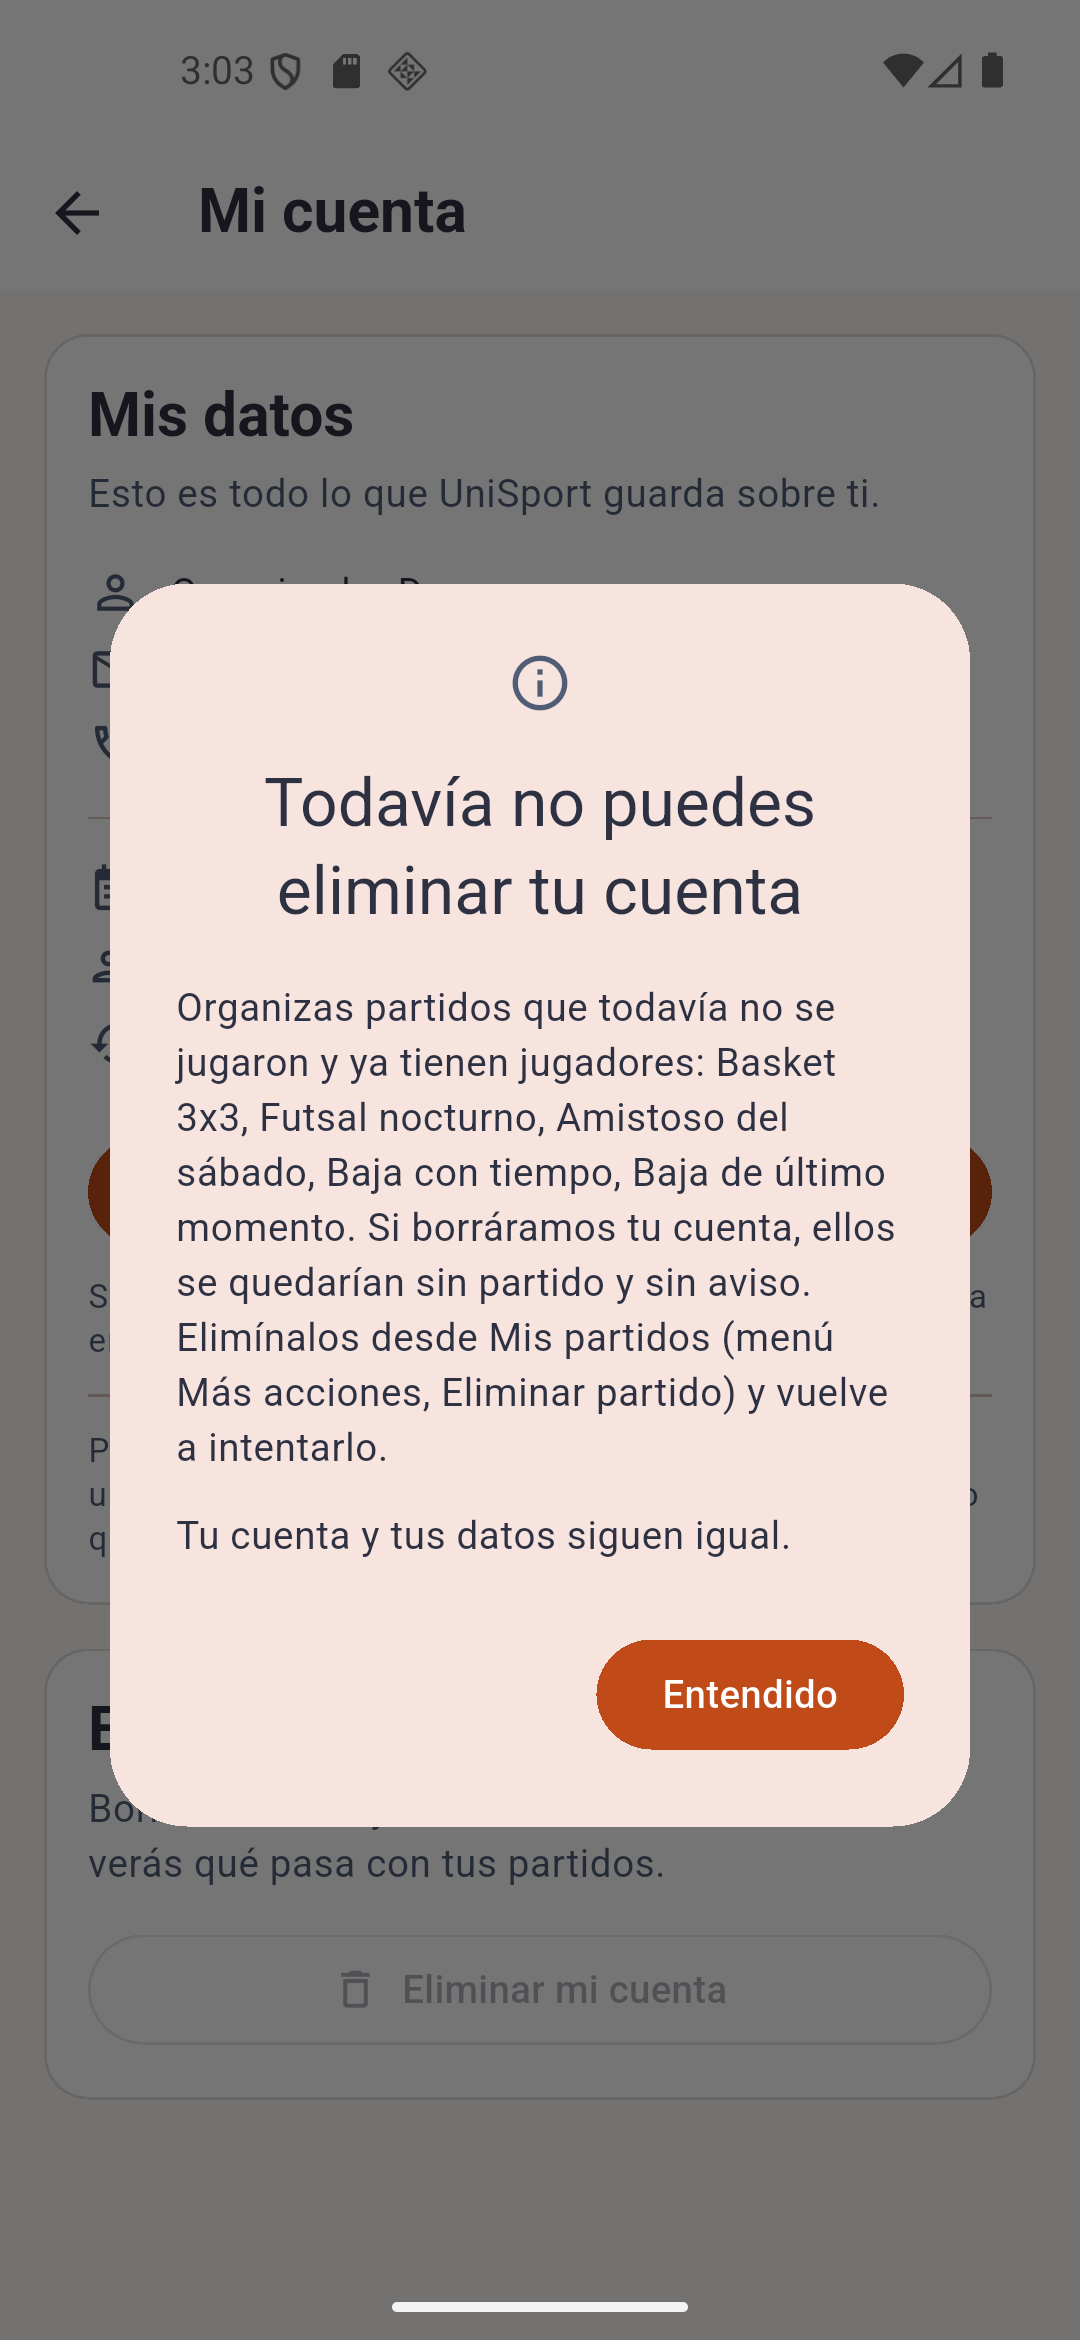 3:03
Mi cuenta
Mis datos
Esto es todo lo que UniSport guarda sobre ti.
Todavía no puedes
eliminar tu cuenta
Organizas partidos que todavía no se
jugaron y ya tienen jugadores: Basket
3x3, Futsal nocturno, Amistoso del
sábado, Baja con tiempo, Baja de último
momento. Si borráramos tu cuenta, ellos
se quedarían sin partido y sin aviso.
Elimínalos desde Mis partidos (menú
Más acciones, Eliminar partido) y vuelve
a intentarlo.
Tu cuenta y tus datos siguen igual.
Entendido
verás qué pasa con tus partidos.
Eliminar mi cuenta